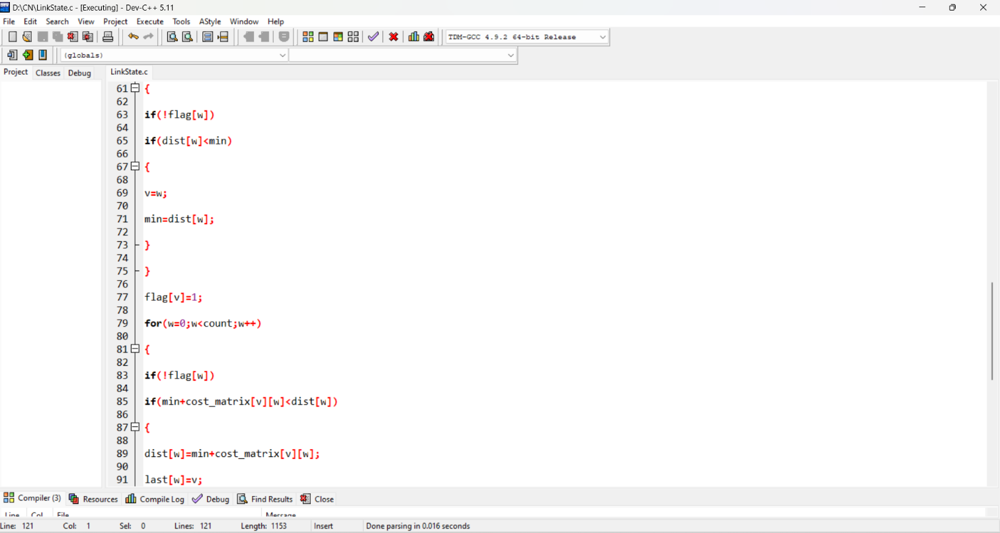 D:\CN\LinkState.c - [Executing] - Dev-C++ 5.11
File Edit Search View Project Execute Tools AStyle Window Help
TDM-GCC 4.9.2 64-bit Release
(globals)
Project Classes Debug LinkState.c
61 {
62
63 if(!flag[w])
64
65 if(dist[w]<min)
66
67 {
68
69 v=w;
70
71 min=dist[w];
72
73 }
74
75 }
76
77 flag[v]=1;
78
79 for(w=0;w<count;w++)
80
81 {
82
83 if(!flag[w])
84
85 if(min+cost_matrix[v][w]<dist[w])
86
87 {
88
89 dist[w]=min+cost_matrix[v][w];
90
91 last[w]=v;
Compiler (3) Resources Compile Log Debug Find Results Close
Line Col File Message
Line: 121 Col: 1 Sel: 0 Lines: 121 Length: 1153 Insert Done parsing in 0.016 seconds